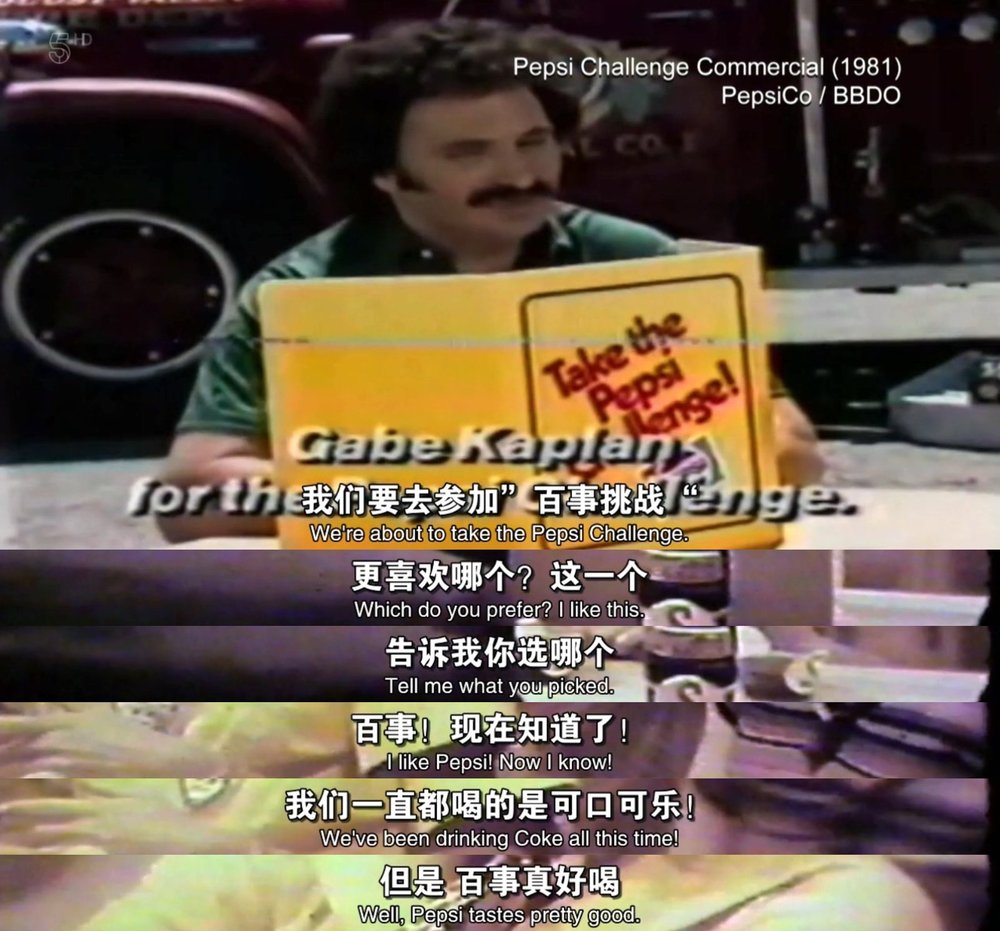 5HD
Pepsi Challenge Commercial (1981)
PepsiCo / BBDO
Take the
Pepsi
Gabe Kaplan
for the
我们要去参加”百事挑战“
We're about to take the Pepsi Challenge.
更喜欢哪个？这一个
Which do you prefer? I like this.
告诉我你选哪个
Tell me what you picked.
百事！现在知道了！
I like Pepsi! Now I know!
我们一直都喝的是可口可乐！
We've been drinking Coke all this time!
但是 百事真好喝
Well, Pepsi tastes pretty good.